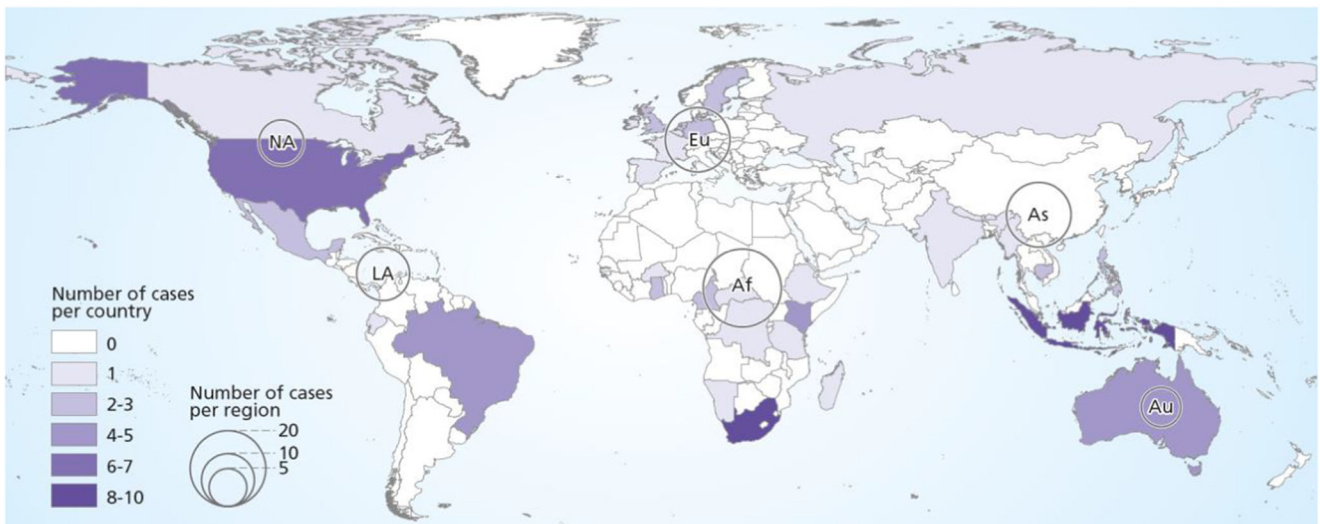 NA
Eu
As
LA
Af
Au
Number of cases
per country
0
1
2-3
4-5
6-7
8-10
Number of cases
per region
20
10
5